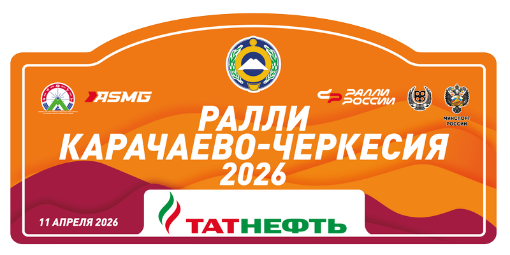 ASMG
РАЛЛИ РОССИИ
МИНСПОРТ РОССИИ
РАЛЛИ
КАРАЧАЕВО-ЧЕРКЕСИЯ
2026
11 АПРЕЛЯ 2026
ТАТНЕФТЬ